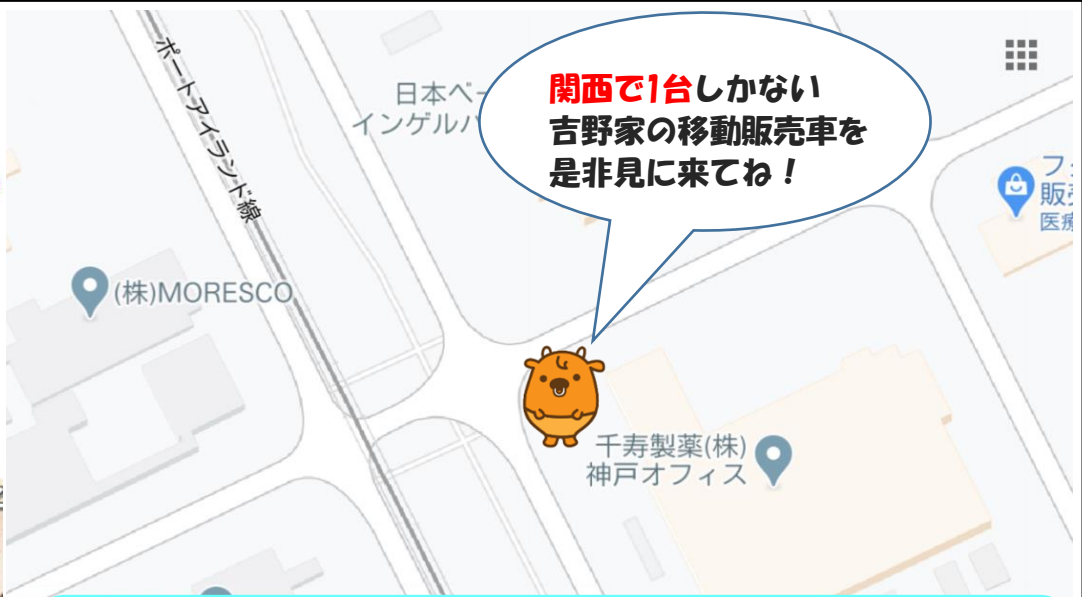 ポートアイランド線
日本ベー
インゲルハ
関西で1台しかない
吉野家の移動販売車を
是非見に来てね！
フ
販売
医療
(株)MORESCO
千寿製薬(株)
神戸オフィス